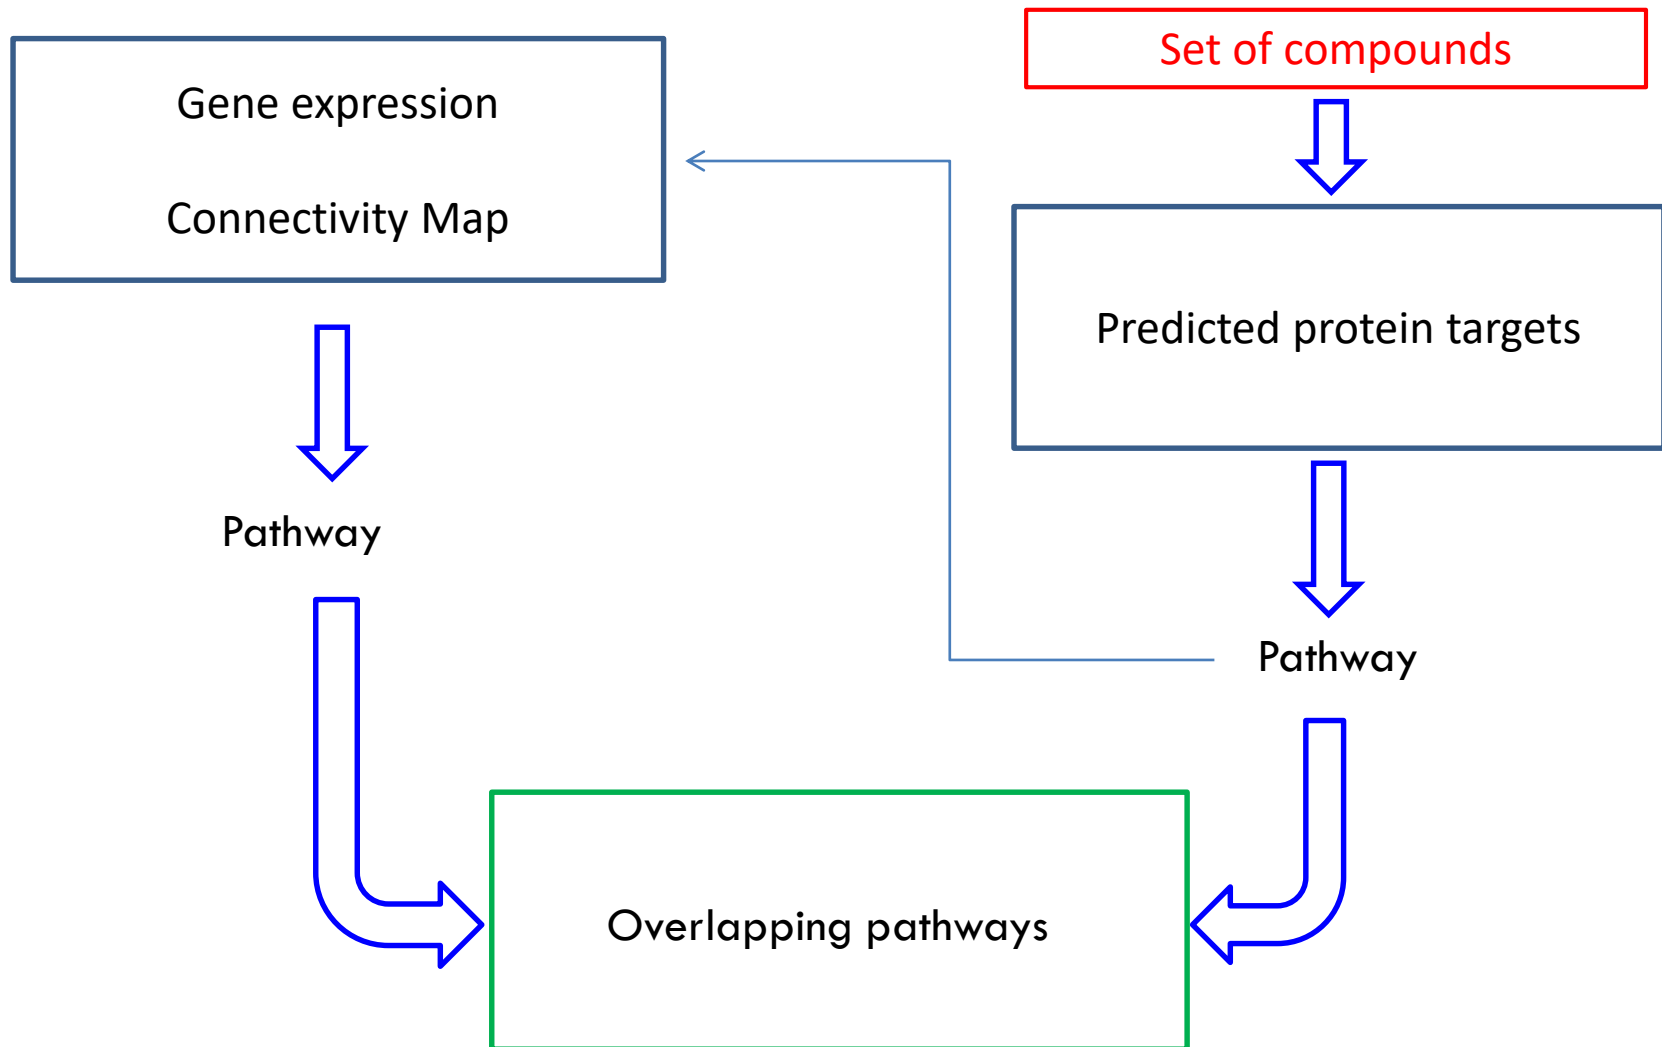 Set of compounds
Gene expression
Connectivity Map
Predicted protein targets
Pathway
Pathway
Overlapping pathways